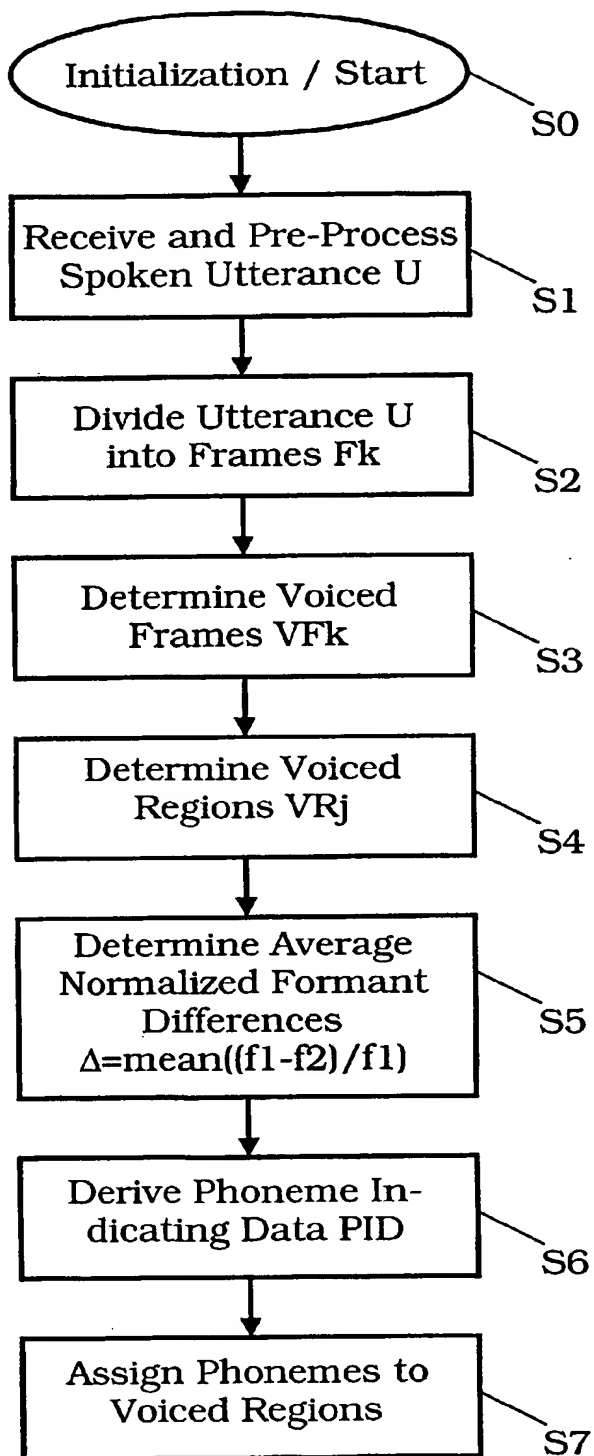 Initialization / Start
S0
Receive and Pre-Process
Spoken Utterance U
S1
Divide Utterance U
into Frames Fk
S2
Determine Voiced
Frames VFk
S3
Determine Voiced
Regions VRj
S4
Determine Average
Normalized Formant
Differences
Δ=mean((f1-f2)/f1)
S5
Derive Phoneme In-
dicating Data PID
S6
Assign Phonemes to
Voiced Regions
S7